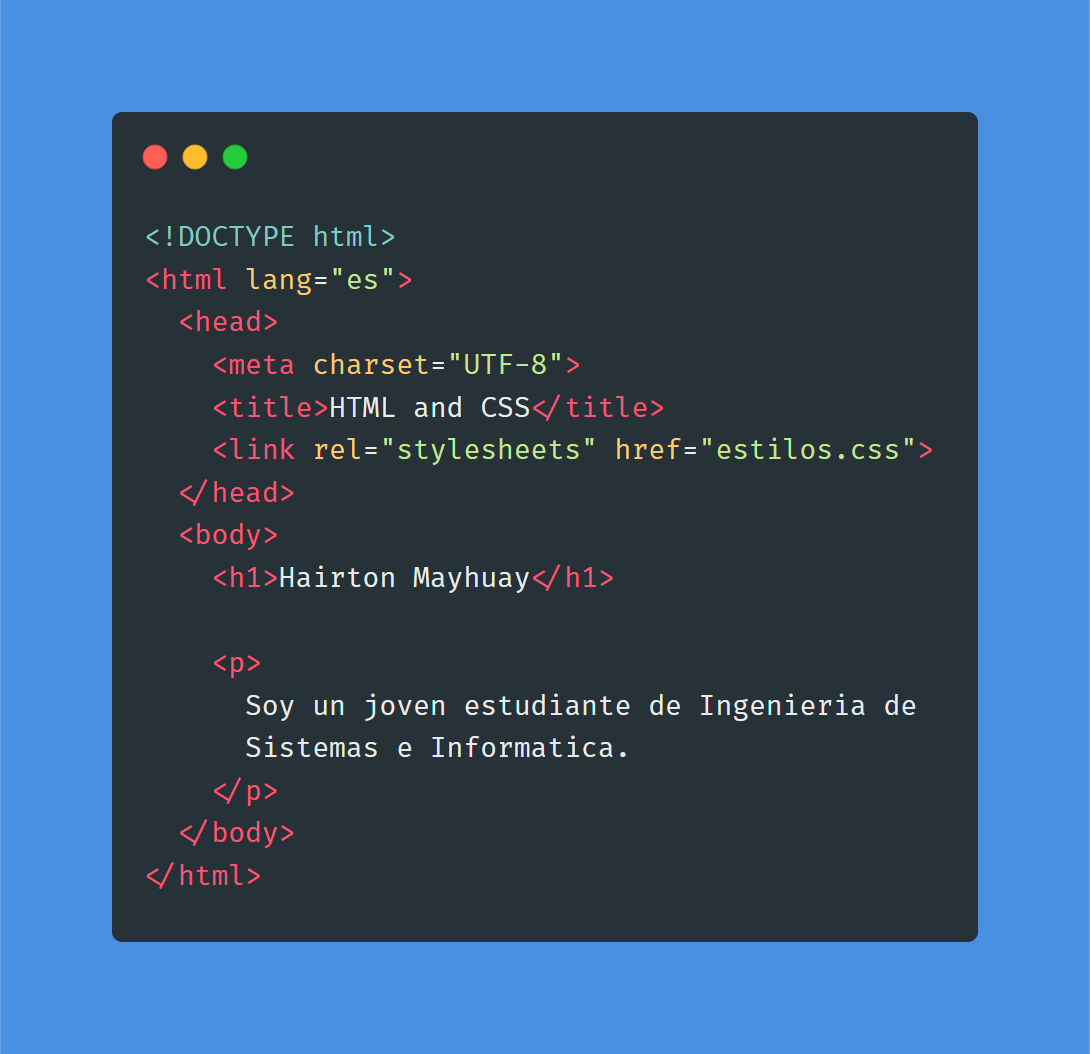 <!DOCTYPE html>
<html lang="es">
  <head>
    <meta charset="UTF-8">
    <title>HTML and CSS</title>
    <link rel="stylesheets" href="estilos.css">
  </head>
  <body>
    <h1>Hairton Mayhuay</h1>

    <p>
      Soy un joven estudiante de Ingenieria de
      Sistemas e Informatica.
    </p>
  </body>
</html>